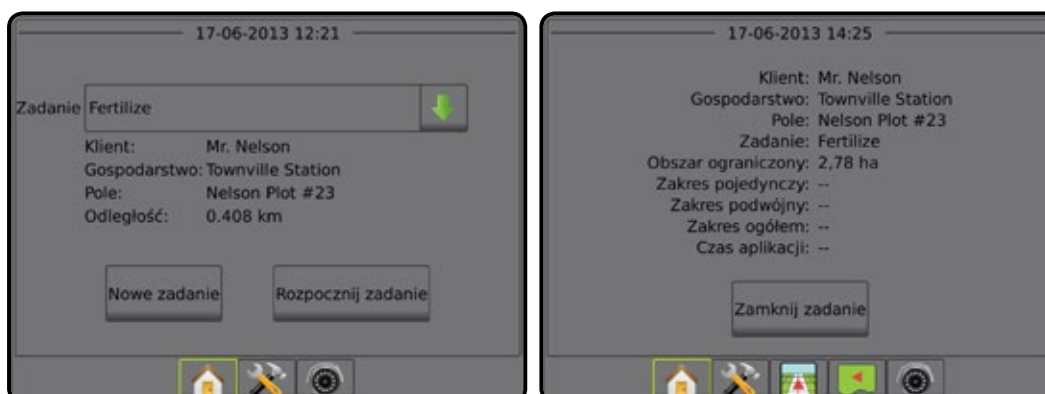 17-06-2013 12:21
Zadanie Fertilize
Klient: Mr. Nelson
Gospodarstwo: Townville Station
Pole: Nelson Plot #23
Odległość: 0.408 km
Nowe zadanie
Rozpocznij zadanie
17-06-2013 14:25
Klient: Mr. Nelson
Gospodarstwo: Townville Station
Pole: Nelson Plot #23
Zadanie: Fertilize
Obszar ograniczony: 2,78 ha
Zakres pojedynczy: --
Zakres podwójny: --
Zakres ogółem: --
Czas aplikacji: --
Zamknij zadanie